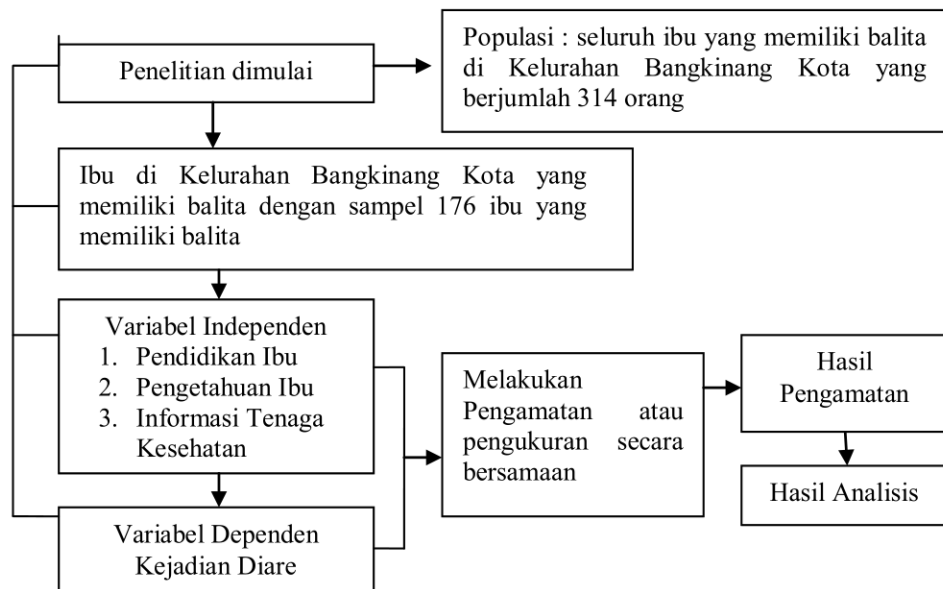 Penelitian dimulai
Populasi : seluruh ibu yang memiliki balita
di Kelurahan Bangkinang Kota yang
berjumlah 314 orang
Ibu di Kelurahan Bangkinang Kota yang
memiliki balita dengan sampel 176 ibu yang
memiliki balita
Variabel Independen
1. Pendidikan Ibu
2. Pengetahuan Ibu
3. Informasi Tenaga
Kesehatan
Variabel Dependen
Kejadian Diare
Melakukan
Pengamatan atau
pengukuran secara
bersamaan
Hasil
Pengamatan
Hasil Analisis